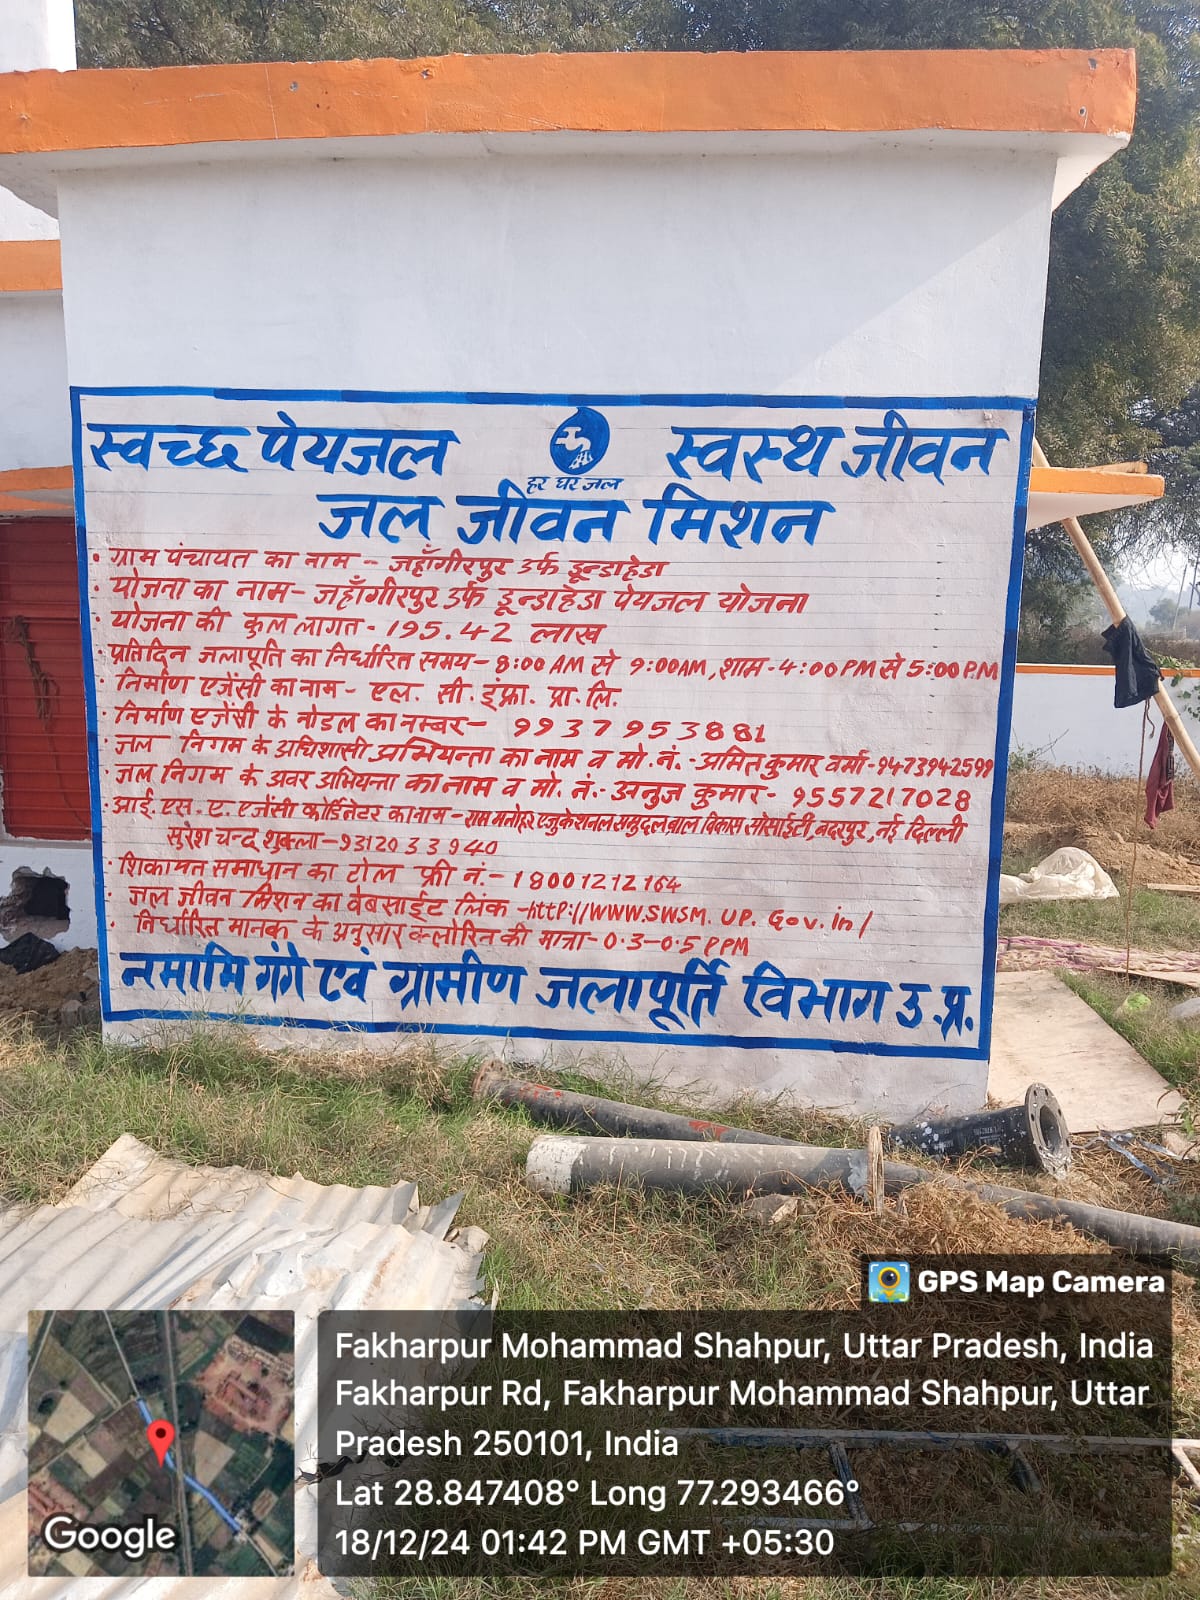 स्वच्छ पेयजल स्वस्थ जीवन
हर घर जल
जल जीवन मिशन
• ग्राम पंचायत का नाम - जहाँगीरपुर उर्फ डून्डाहेडा
• योजना का नाम - जहाँगीरपुर उर्फ डून्डाहेडा पेयजल योजना
• योजना की कुल लागत - 195.42 लाख
• प्रतिदिन जलापूर्ति का निर्धारित समय - 8:00 AM से 9:00AM, शाम - 4:00 PM से 5:00 P.M
• निर्माण एजेंसी का नाम - एल. सी. इंफ्रा. प्रा. लि.
• निर्माण एजेंसी के नोडल का नम्बर - 9937953881
• जल निगम के अधिशासी अभियन्ता का नाम व मो. नं. - अमित कुमार वर्मा - 9473942599
• जल निगम के अवर अभियन्ता का नाम व मो. नं. - अनुज कुमार - 9557217028
• आई. एस. ए. एजेंसी कोर्डिनेटर का नाम - राम मनोहर एजुकेशनल समुदल बाल विकास सोसाईटी, बदरपुर, नई दिल्ली
सुरेश चन्द्र शुक्ला - 9312033940
• शिकायत समाधान का टोल फ्री नं. - 18001212164
• जल जीवन मिशन का वेबसाईट लिंक - http://www.SWSM.UP.Gov.in/
• निर्धारित मानक के अनुसार क्लोरिन की मात्रा - 0.3 - 0.5 PPM
नमामि गंगे एवं ग्रामीण जलापूर्ति विभाग उ.प्र.
GPS Map Camera
Fakharpur Mohammad Shahpur, Uttar Pradesh, India
Fakharpur Rd, Fakharpur Mohammad Shahpur, Uttar
Pradesh 250101, India
Lat 28.847408° Long 77.293466°
18/12/24 01:42 PM GMT +05:30
Google